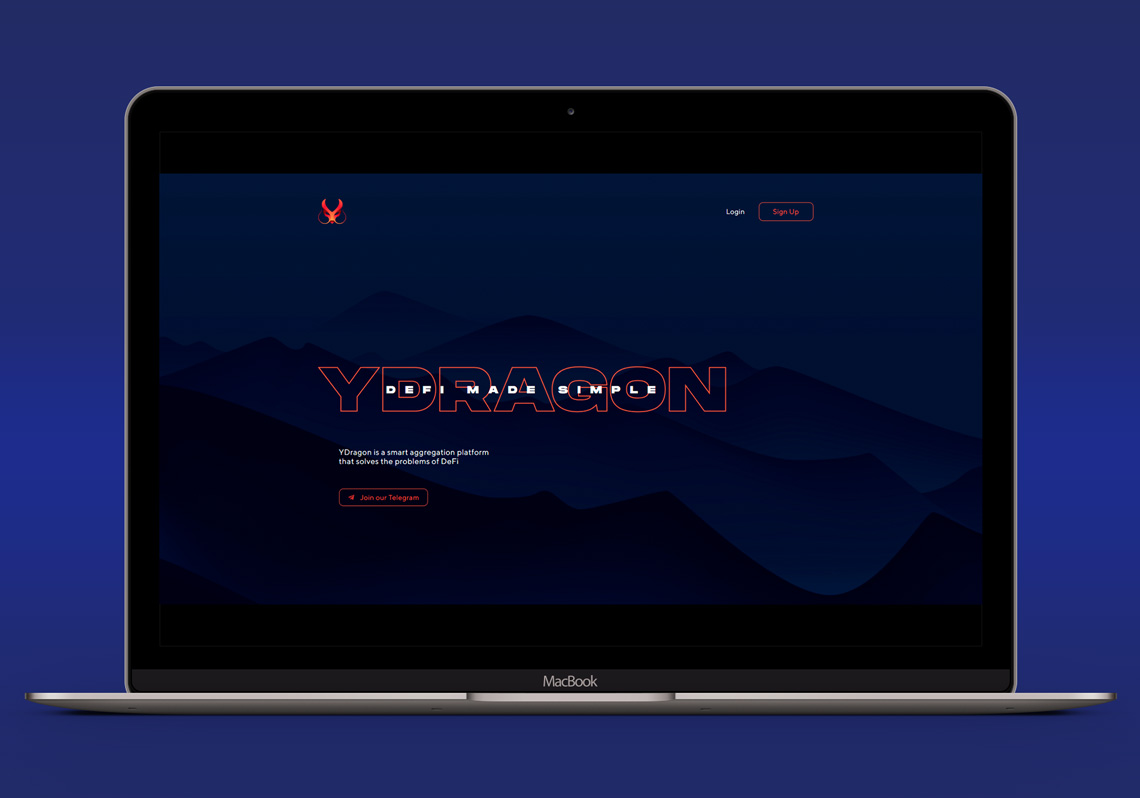 Login
Sign Up
YDRAGON
DEFI MADE SIMPLE
YDragon is a smart aggregation platform
that solves the problems of DeFi
Join our Telegram
MacBook